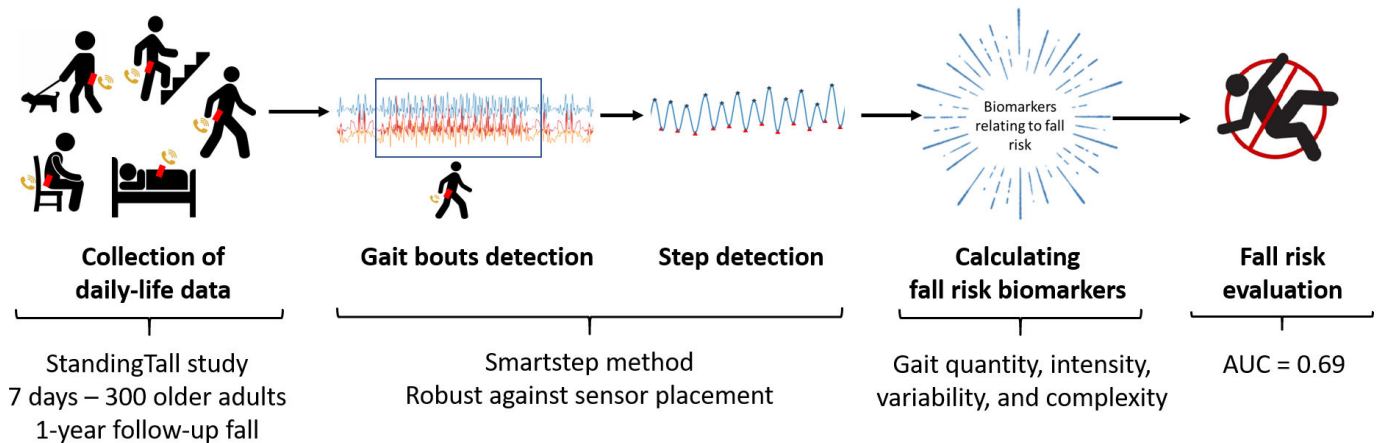 Biomarkers
relating to fall
risk
Collection of
daily-life data
Gait bouts detection
Step detection
Calculating
fall risk biomarkers
Fall risk
evaluation
StandingTall study
7 days – 300 older adults
1-year follow-up fall
Smartstep method
Robust against sensor placement
Gait quantity, intensity,
variability, and complexity
AUC = 0.69